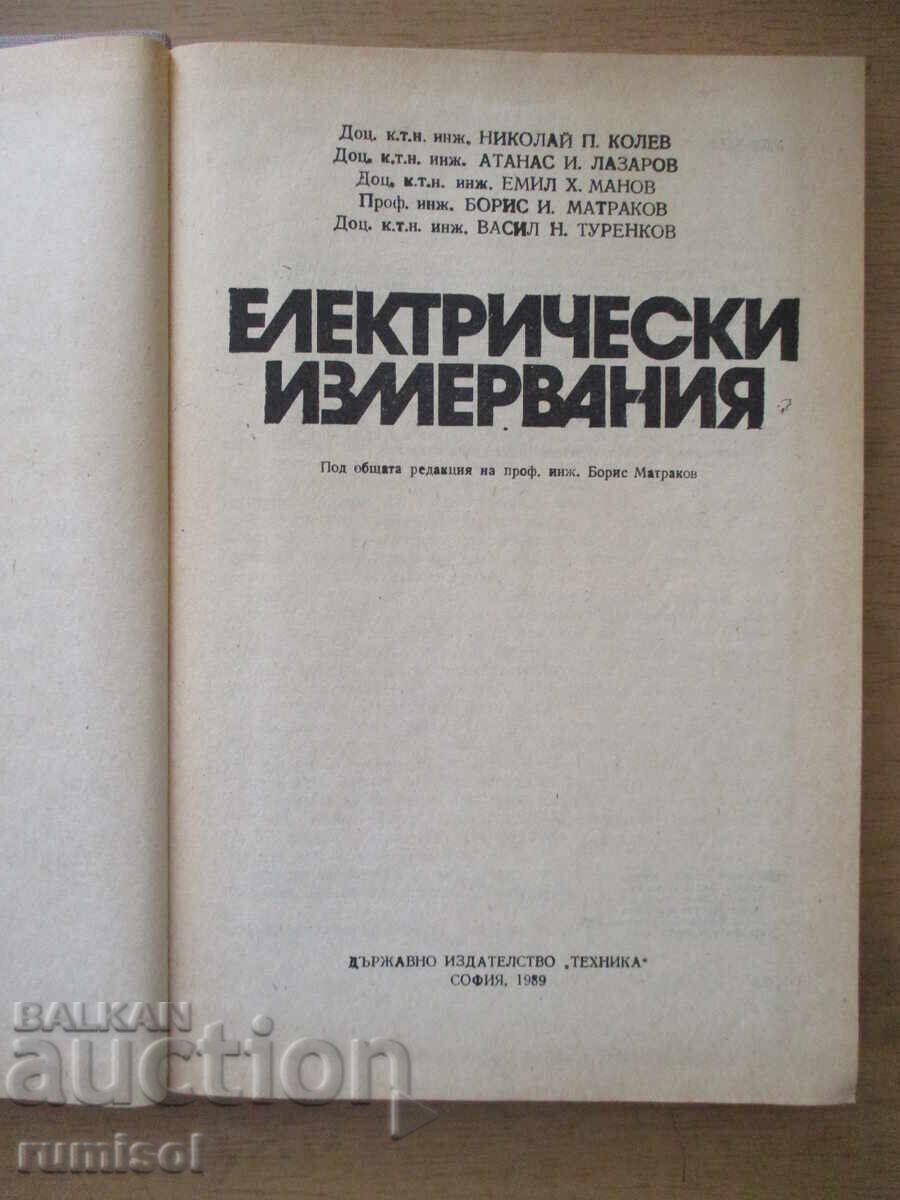 Доц. к.т.н. инж. НИКОЛАЙ П. КОЛЕВ
Доц. к.т.н. инж. АТАНАС И. ЛАЗАРОВ
Доц. к.т.н. инж. ЕМИЛ Х. МАНОВ
Проф. инж. БОРИС И. МАТРАКОВ
Доц. к.т.н. инж. ВАСИЛ Н. ТУРЕНКОВ
ЕЛЕКТРИЧЕСКИ
ИЗМЕРВАНИЯ
Под общата редакция на проф. инж. Борис Матраков
ДЪРЖАВНО ИЗДАТЕЛСТВО „ТЕХНИКА“
СОФИЯ, 1989
BALKAN
auction
rumisol